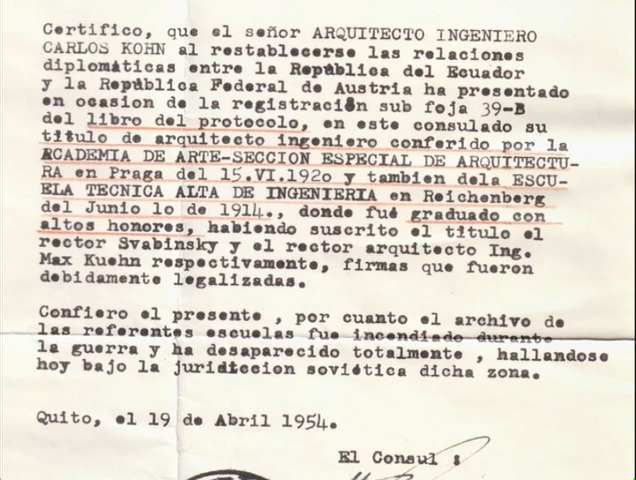 Certifico, que el señor ARQUITECTO INGENIERO
CARLOS KOHN al restablecerse las relaciones
diplomáticas entre la República del Ecuador
y la República Federal de Austria ha presentado
en ocasion de la registración sub foja 39-B
del libro del protocolo, en este consulado su
titulo de arquitecto ingeniero conferido por la
ACADEMIA DE ARTE-SECCION ESPECIAL DE ARQUITECTU-
RA en Praga del 15.VI.1920 y tambien dela ESCU-
ELA TECNICA ALTA DE INGENIERIA en Reichenberg
del Junio 1o de 1914., donde fué graduado con
altos honores, habiendo suscrito el titulo el
rector Svabinsky y el rector arquitecto Ing.
Max Kuehn respectivamente, firmas que fueron
debidamente legalizadas.
Confiero el presente , por cuanto el archivo de
las referentes escuelas fue incendiado durante
la guerra y ha desaparecido totalmente , hallandose
hoy bajo la juridiccion soviética dicha zona.
Quito, el 19 de Abril 1954.
El Consul :